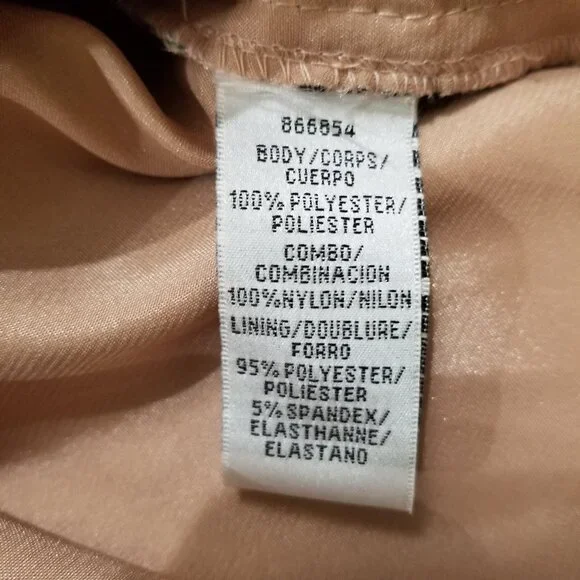 866854
BODY/CORPS/
CUERPO
100% POLYESTER/
POLIESTER
COMBO/
COMBINACION
100%NYLON/NILON
LINING/DOUBLURE/
FORRO
95% POLYESTER/
POLIESTER
5% SPANDEX/
ELASTHANNE/
ELASTANO